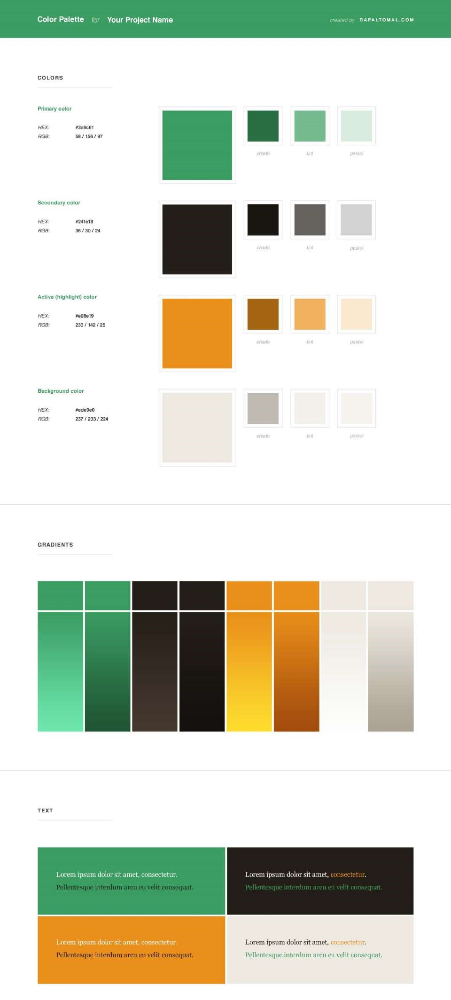 Color Palette for Your Project Name
created by RAFALTOMAL.COM
COLORS
Primary color
HEX: #3a9c61
RGB: 58 / 156 / 97
shade tint pastel
Secondary color
HEX: #241e18
RGB: 36 / 30 / 24
shade tint pastel
Active (highlight) color
HEX: #e98e19
RGB: 233 / 142 / 25
shade tint pastel
Background color
HEX: #ede9e0
RGB: 237 / 233 / 224
shade tint pastel
GRADIENTS
TEXT
Lorem ipsum dolor sit amet, consectetur.
Pellentesque interdum arcu eu velit consequat.
Lorem ipsum dolor sit amet, consectetur.
Pellentesque interdum arcu eu velit consequat.
Lorem ipsum dolor sit amet, consectetur.
Pellentesque interdum arcu eu velit consequat.
Lorem ipsum dolor sit amet, consectetur.
Pellentesque interdum arcu eu velit consequat.